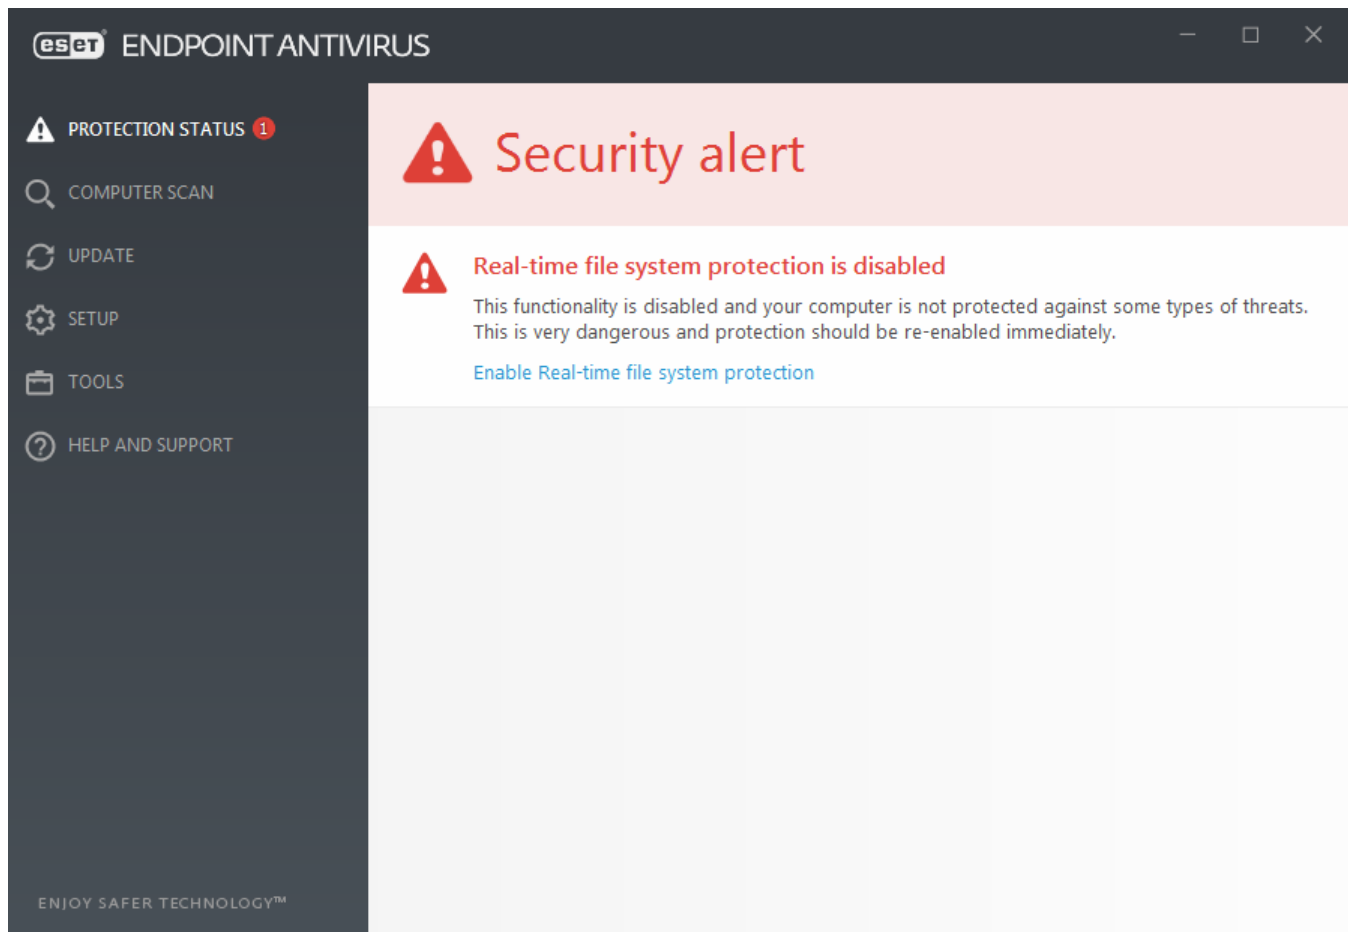 eset ENDPOINT ANTIVIRUS
PROTECTION STATUS 1
COMPUTER SCAN
UPDATE
SETUP
TOOLS
HELP AND SUPPORT
ENJOY SAFER TECHNOLOGY™
Security alert
Real-time file system protection is disabled
This functionality is disabled and your computer is not protected against some types of threats.
This is very dangerous and protection should be re-enabled immediately.
Enable Real-time file system protection